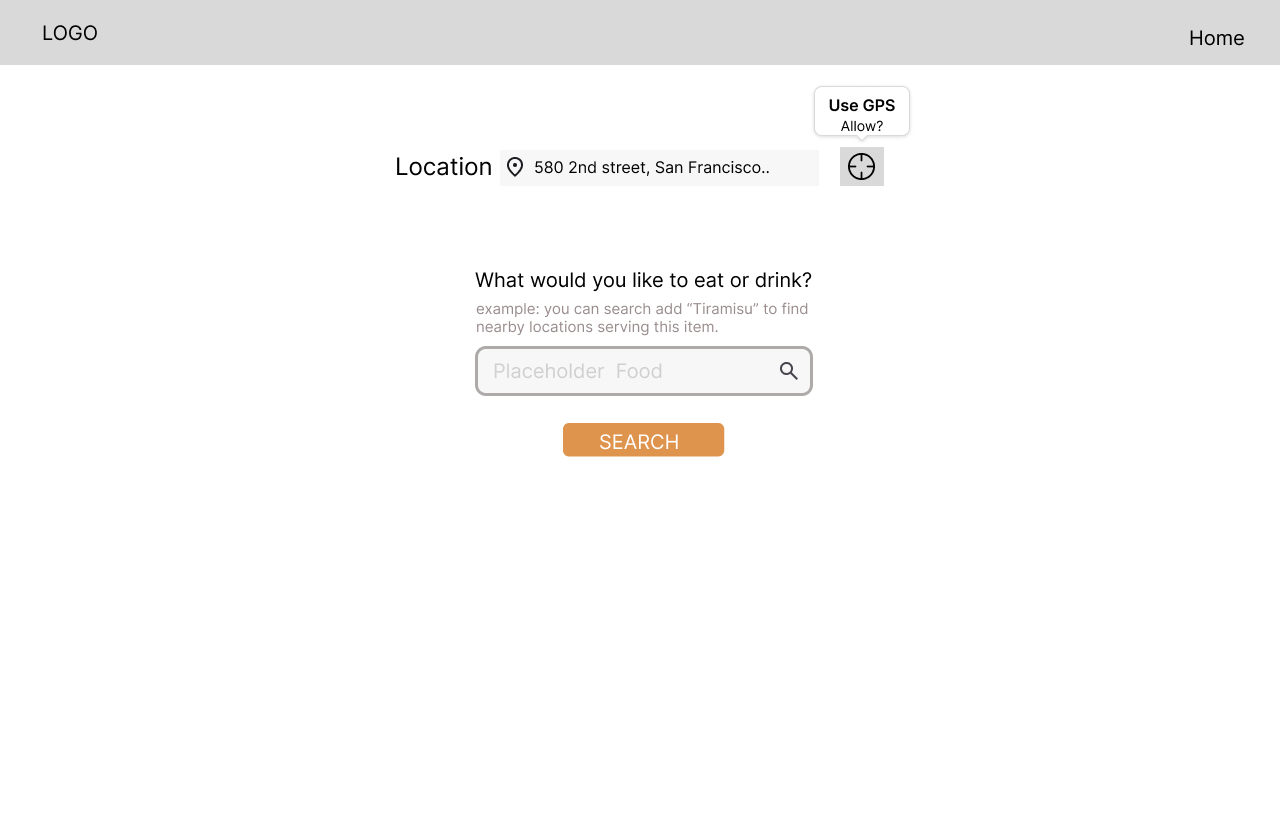 LOGO
Home
Use GPS
Allow?
Location
580 2nd street, San Francisco..
What would you like to eat or drink?
example: you can search add “Tiramisu” to find
nearby locations serving this item.
Placeholder  Food
SEARCH